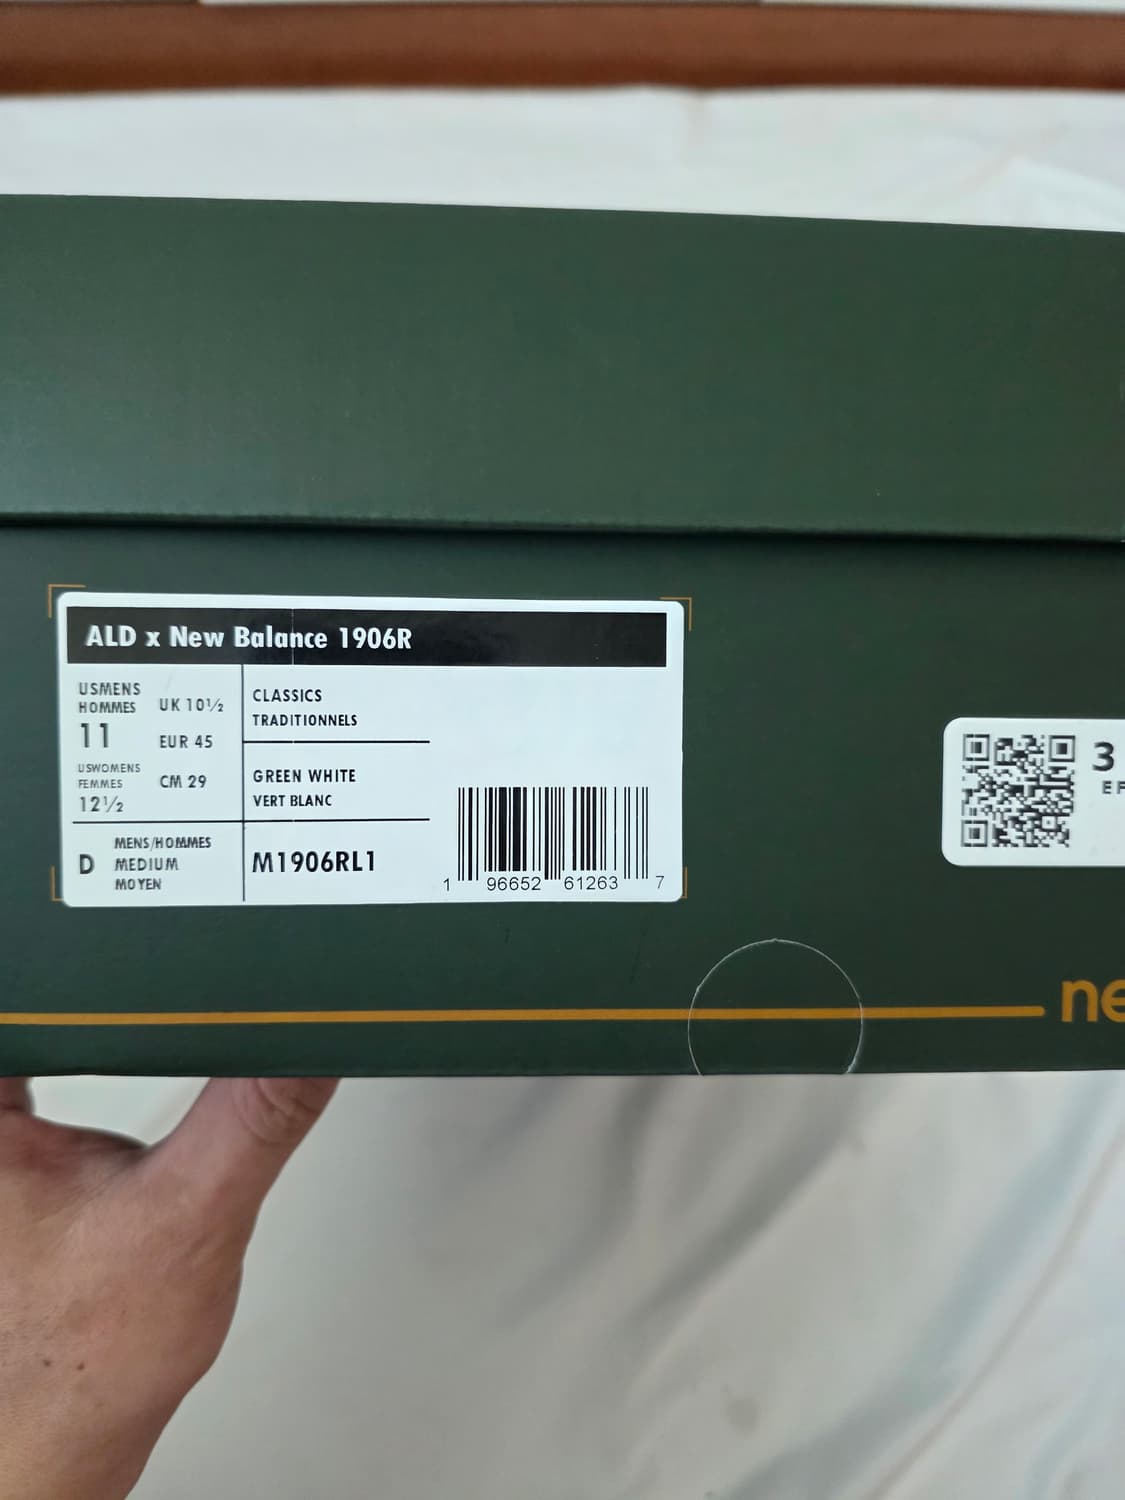 ALD x New Balance 1906R
USMENS
HOMMES
11
USWOMENS
FEMMES
12½
UK 10½
EUR 45
CM 29
CLASSICS
TRADITIONNELS
GREEN WHITE
VERT BLANC
D
MENS/HOMMES
MEDIUM
MOYEN
M1906RL1
1 96652 61263 7
3
EF
ne